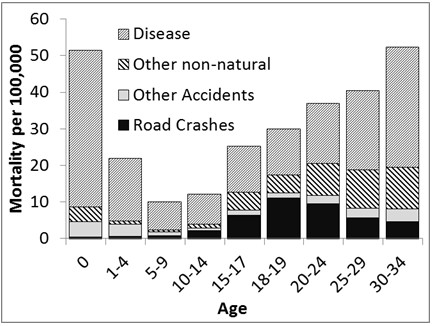 60
50
40
30
20
10
0
Mortality per 100,000
Disease
Other non-natural
Other Accidents
Road Crashes
0
1-4
5-9
10-14
15-17
18-19
20-24
25-29
30-34
Age